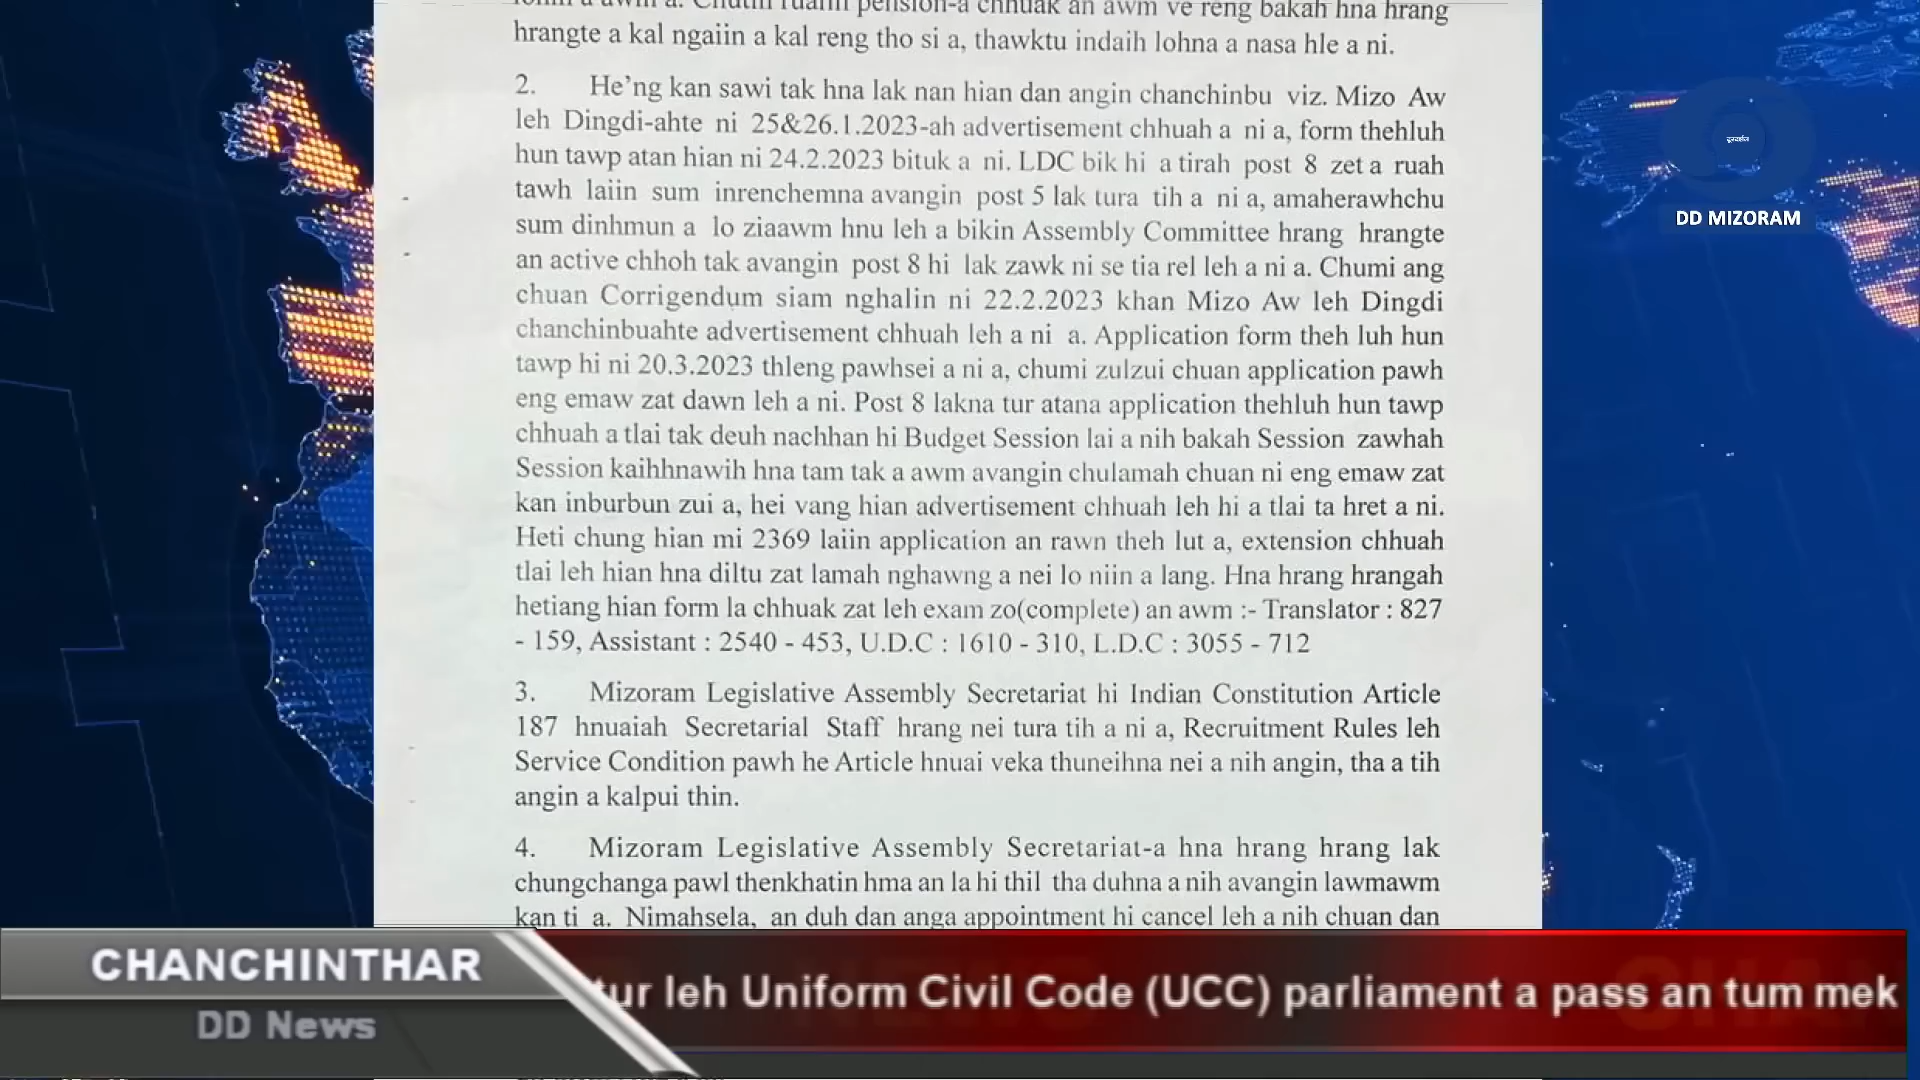 hrangte a kal ngaiin a kal reng tho si a, thawktu indaih lohna a nasa hle a ni.
2. He’ng kan sawi tak hna lak nan hian dan angin chanchinbu viz. Mizo Aw
leh Dingdi-ahte ni 25&26.1.2023-ah advertisement chhuah a ni a, form thehluh
hun tawp atan hian ni 24.2.2023 bituk a ni. LDC bik hi a tirah post 8 zet a ruah
tawh laiin sum inrenchemna avangin post 5 lak tura tih a ni a, amaherawhchu
sum dinhmun a lo ziaawm hnu leh a bikin Assembly Committee hrang hrangte
an active chhoh tak avangin post 8 hi lak zawk ni se tia rel leh a ni a. Chumi ang
chuan Corrigendum siam nghalin ni 22.2.2023 khan Mizo Aw leh Dingdi
chanchinbuahte advertisement chhuah leh a ni a. Application form theh luh hun
tawp hi ni 20.3.2023 thleng pawhsei a ni a, chumi zulzui chuan application pawh
eng emaw zat dawn leh a ni. Post 8 lakna tur atana application thehluh hun tawp
chhuah a tlai tak deuh nachhan hi Budget Session lai a nih bakah Session zawhah
Session kaihhnawih hna tam tak a awm avangin chulamah chuan ni eng emaw zat
kan inburbun zui a, hei vang hian advertisement chhuah leh hi a tlai ta hret a ni.
Heti chung hian mi 2369 laiin application an rawn theh lut a, extension chhuah
tlai leh hian hna diltu zat lamah nghawng a nei lo niin a lang. Hna hrang hrangah
hetiang hian form la chhuak zat leh exam zo(complete) an awm :- Translator : 827
- 159, Assistant : 2540 - 453, U.D.C : 1610 - 310, L.D.C : 3055 - 712
3. Mizoram Legislative Assembly Secretariat hi Indian Constitution Article
187 hnuaiah Secretarial Staff hrang nei tura tih a ni a, Recruitment Rules leh
Service Condition pawh he Article hnuai veka thuneihna nei a nih angin, tha a tih
angin a kalpui thin.
4. Mizoram Legislative Assembly Secretariat-a hna hrang hrang lak
chungchanga pawl thenkhatin hma an la hi thil tha duhna a nih avangin lawmawm
kan ti a. Nimahsela, an duh dan anga appointment hi cancel leh a nih chuan dan
दूरदर्शन
DD MIZORAM
CHANCHINTHAR
DD News
tur leh Uniform Civil Code (UCC) parliament a pass an tum mek